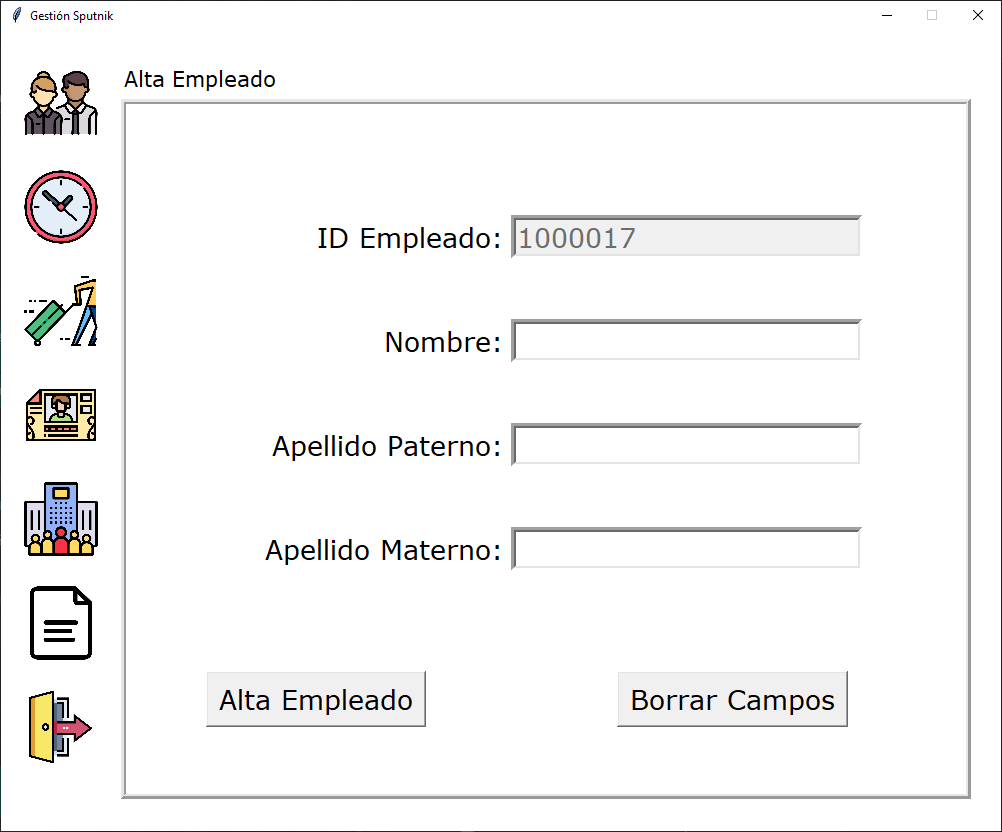 Gestión Sputnik
Alta Empleado
ID Empleado: 1000017
Nombre:
Apellido Paterno:
Apellido Materno:
Alta Empleado Borrar Campos